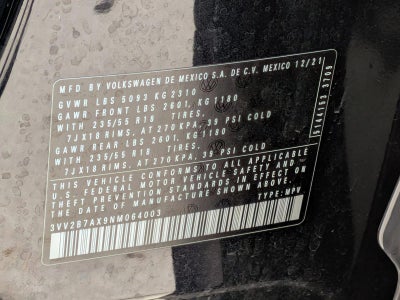 MFD. BY VOLKSWAGEN DE MEXICO S.A. DE C.V. MEXICO 12/21
GVWR LBS 5093 KG 2310
GAWR FRONT LBS 2601, KG 1180
WITH 235/55 R18 TIRES,
7JX18 RIMS, AT 270 KPA, 39 PSI COLD
GAWR REAR LBS 2601, KG 1180
WITH 235/55 R18 TIRES,
7JX18 RIMS, AT 270 KPA, 39 PSI COLD
THIS VEHICLE CONFORMS TO ALL APPLICABLE
U.S. FEDERAL MOTOR VEHICLE SAFETY AND
THEFT PREVENTION STANDARDS IN EFFECT ON
THE DATE OF MANUFACTURE SHOWN ABOVE.
3VV2B7AX9NM064003 TYPE: MPV
5144153 3709